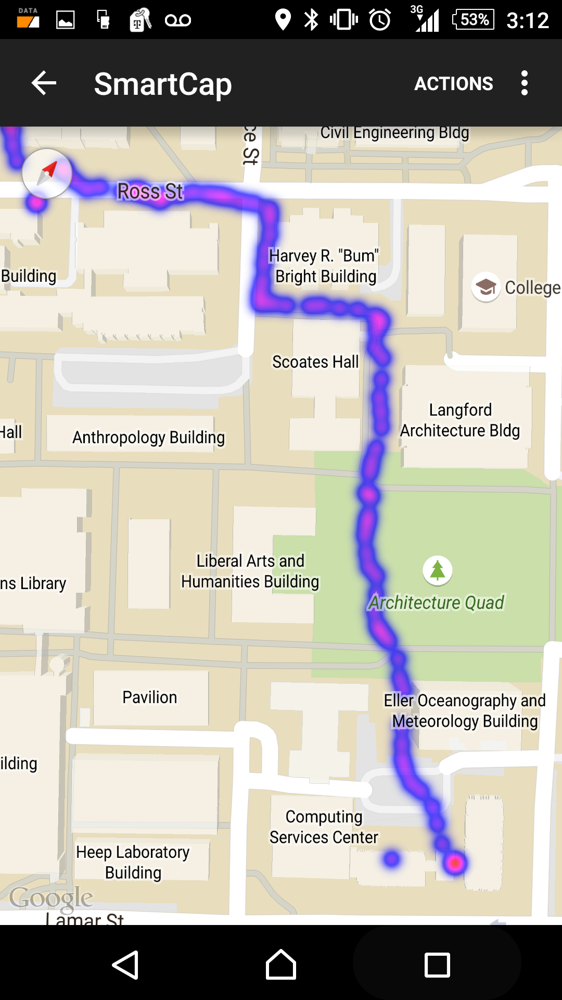 DATA
T
3G
53%
3:12
SmartCap
ACTIONS
Civil Engineering Bldg
ce St
Ross St
Harvey R. "Bum"
Bright Building
Building
College
Scoates Hall
Langford
Architecture Bldg
Hall
Anthropology Building
Liberal Arts and
Humanities Building
ns Library
Architecture Quad
Pavilion
Eller Oceanography and
Meteorology Building
ilding
Computing
Services Center
Heep Laboratory
Building
Google
Lamar St